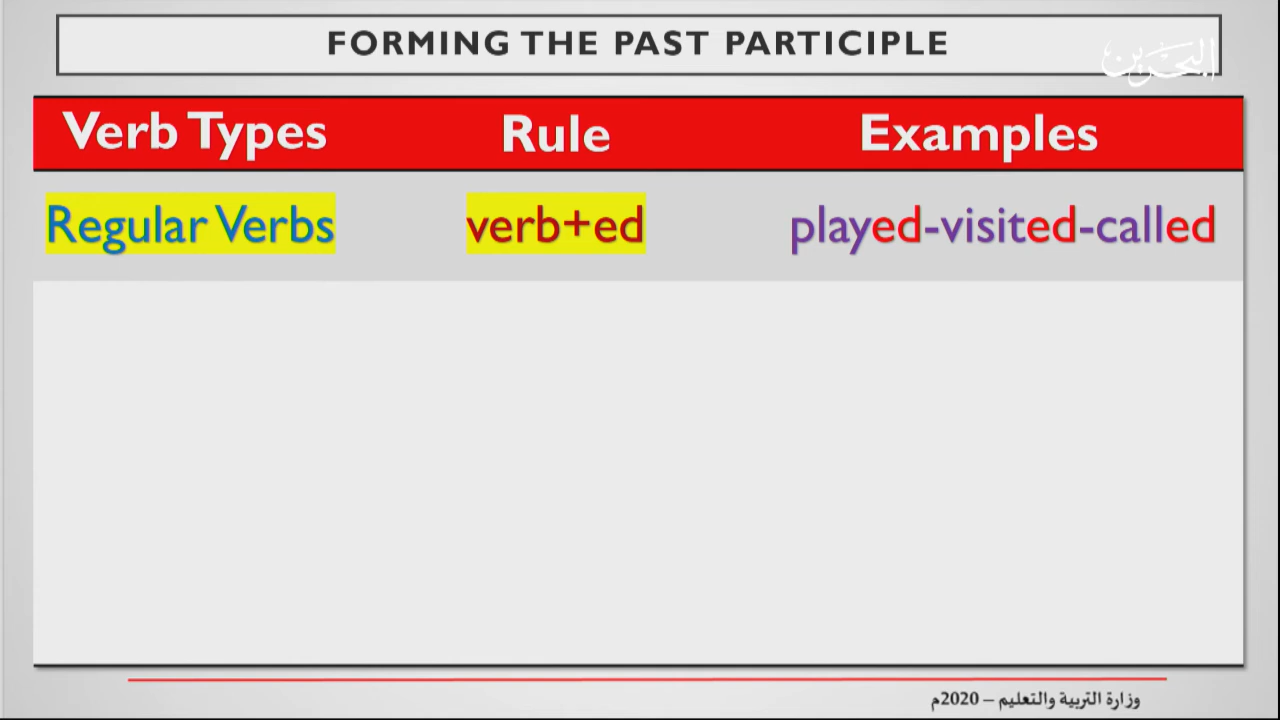 FORMING THE PAST PARTICIPLE
البحرين
Verb Types Rule Examples
Regular Verbs verb+ed played-visited-called
وزارة التربية والتعليم – 2020م